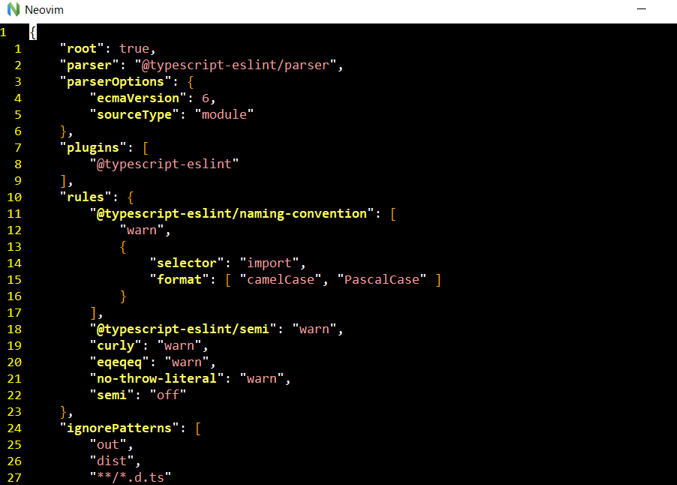 Neovim
1 {
1 "root": true,
2 "parser": "@typescript-eslint/parser",
3 "parserOptions": {
4 "ecmaVersion": 6,
5 "sourceType": "module"
6 },
7 "plugins": [
8 "@typescript-eslint"
9 ],
10 "rules": {
11 "@typescript-eslint/naming-convention": [
12 "warn",
13 {
14 "selector": "import",
15 "format": [ "camelCase", "PascalCase" ]
16 }
17 ],
18 "@typescript-eslint/semi": "warn",
19 "curly": "warn",
20 "eqeqeq": "warn",
21 "no-throw-literal": "warn",
22 "semi": "off"
23 },
24 "ignorePatterns": [
25 "out",
26 "dist",
27 "**/*.d.ts"